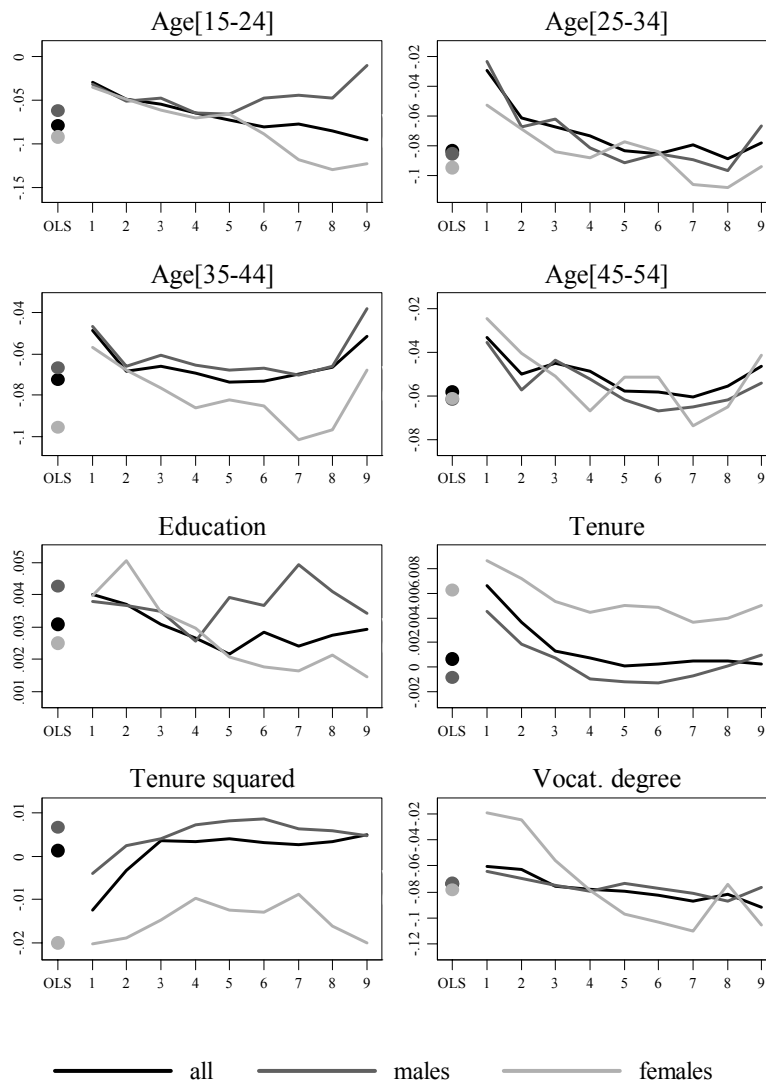 Age[15-24]
0
-.05
-.1
-.15
OLS 1 2 3 4 5 6 7 8 9
Age[25-34]
-.02
-.04
-.06
-.08
-.1
OLS 1 2 3 4 5 6 7 8 9
Age[35-44]
-.04
-.06
-.08
-.1
OLS 1 2 3 4 5 6 7 8 9
Age[45-54]
-.02
-.04
-.06
-.08
OLS 1 2 3 4 5 6 7 8 9
Education
.005
.004
.003
.002
.001
OLS 1 2 3 4 5 6 7 8 9
Tenure
.008
.006
.004
.002
0
-.002
OLS 1 2 3 4 5 6 7 8 9
Tenure squared
.01
0
-.01
-.02
OLS 1 2 3 4 5 6 7 8 9
Vocat. degree
-.02
-.04
-.06
-.08
-.1
-.12
OLS 1 2 3 4 5 6 7 8 9
all males females